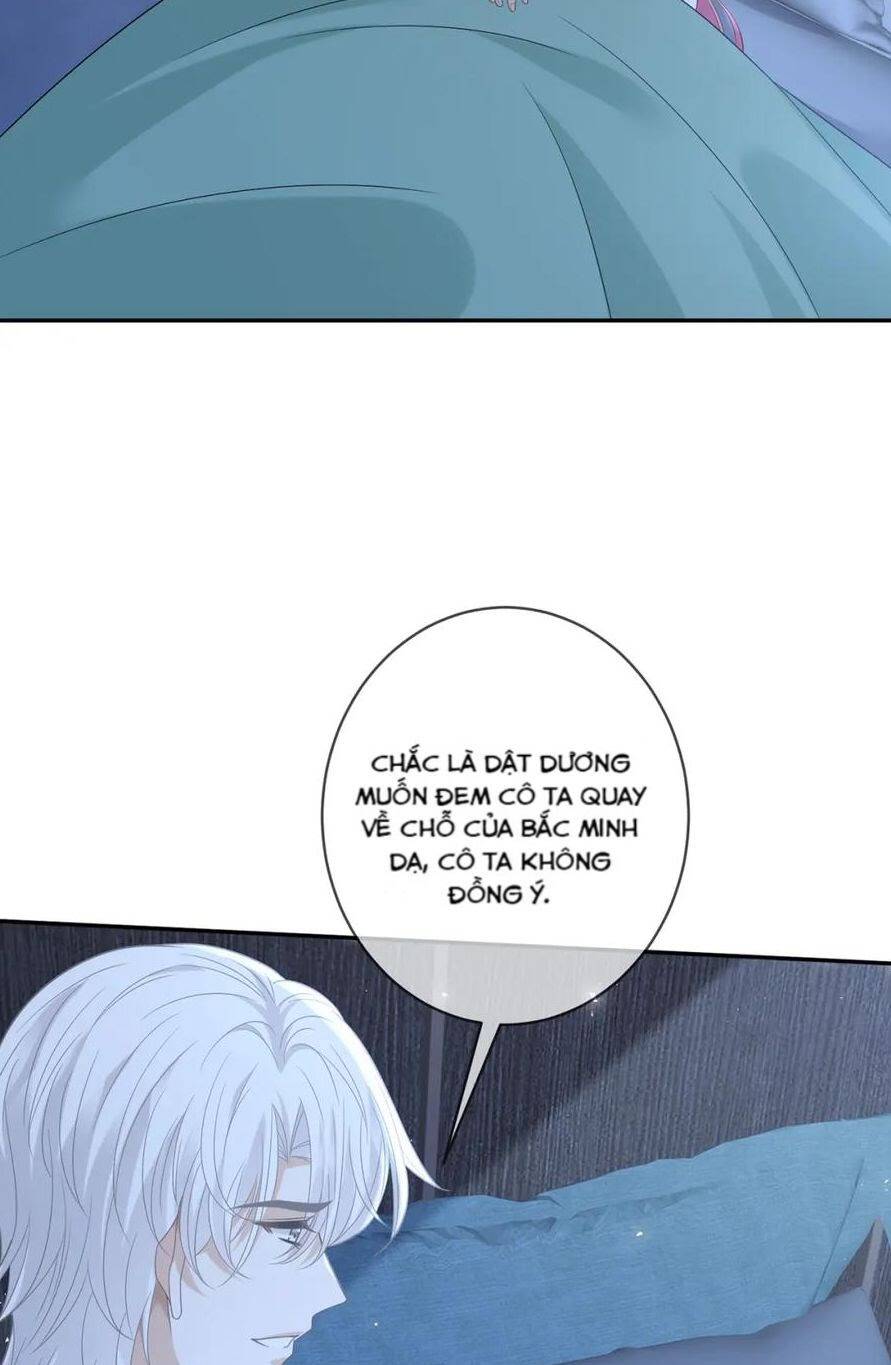 CHẮC LÀ DẬT DƯƠNG
MUỐN ĐEM CÔ TA QUAY
VỀ CHỖ CỦA BẮC MINH
DẠ, CÔ TA KHÔNG
ĐỒNG Ý.